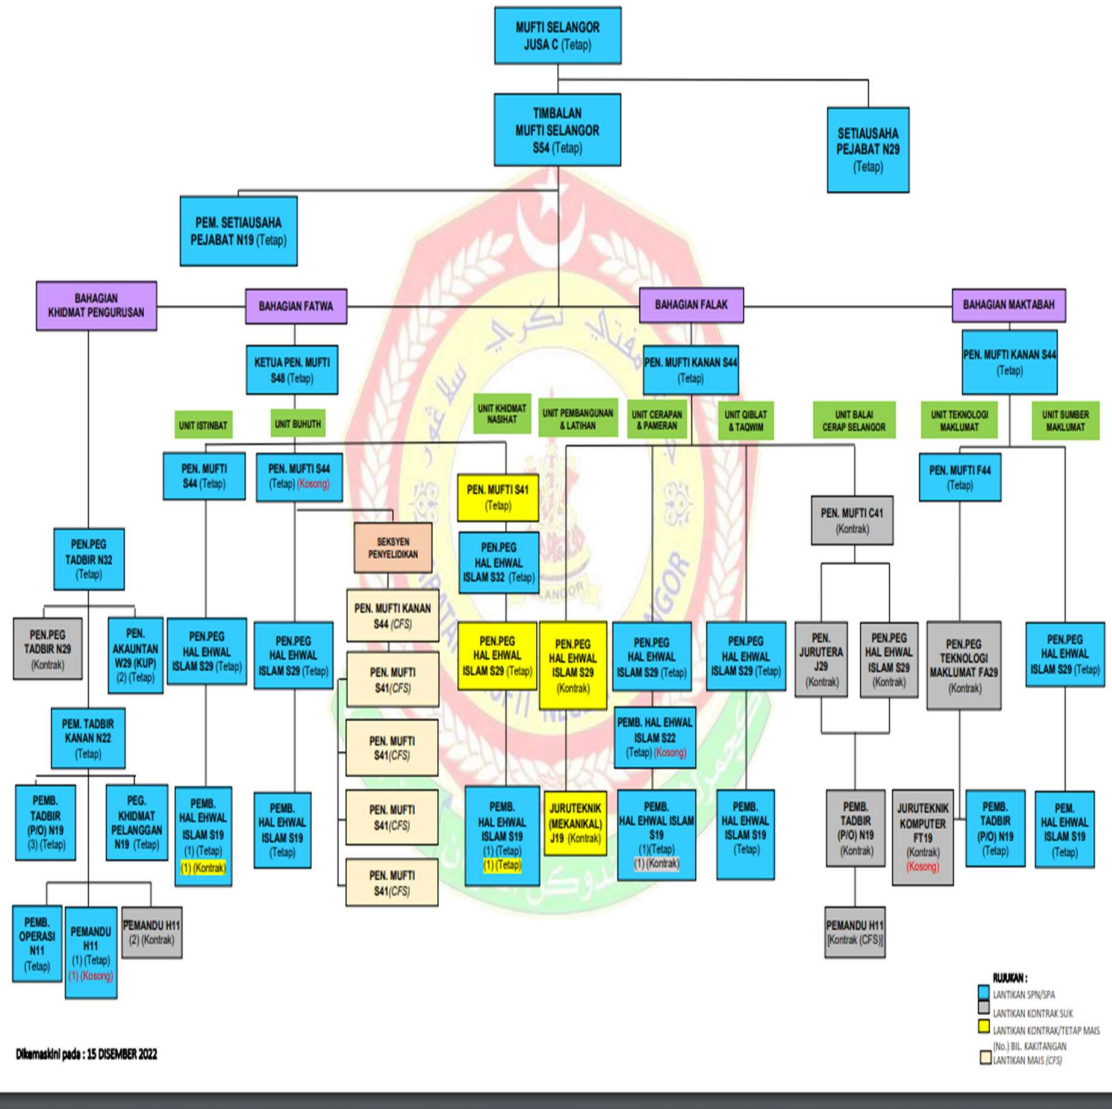 MUFTI SELANGOR
JUSA C (Tetap)
TIMBALAN
MUFTI SELANGOR
S54 (Tetap)
SETIAUSAHA
PEJABAT N29
(Tetap)
PEM. SETIAUSAHA
PEJABAT N19 (Tetap)
BAHAGIAN
KHIDMAT PENGURUSAN
BAHAGIAN FATWA
BAHAGIAN FALAK
BAHAGIAN MAKTABAH
KETUA PEN. MUFTI
S48 (Tetap)
PEN. MUFTI KANAN S44
(Tetap)
PEN. MUFTI KANAN S44
(Tetap)
UNIT ISTINBAT
UNIT BUHUTH
UNIT KHIDMAT
NASIHAT
UNIT PEMBANGUNAN
& LATIHAN
UNIT CERAPAN
& PAMERAN
UNIT QIBLAT
& TAQWIM
UNIT BALAI
CERAP SELANGOR
UNIT TEKNOLOGI
MAKLUMAT
UNIT SUMBER
MAKLUMAT
PEN. MUFTI
S44 (Tetap)
PEN. MUFTI S44
(Tetap) (Kosong)
PEN. MUFTI S41
(Tetap)
PEN. MUFTI F44
(Tetap)
PEN. MUFTI C41
(Kontrak)
SEKSYEN
PENYELIDIKAN
PEN.PEG
TADBIR N32
(Tetap)
PEN.PEG
HAL EHWAL
ISLAM S32 (Tetap)
PEN. MUFTI KANAN
S44 (CFS)
PEN.PEG
TADBIR N29
(Kontrak)
PEN.
AKAUNTAN
W29 (KUP)
(2) (Tetap)
PEN.PEG
HAL EHWAL
ISLAM S29 (Tetap)
PEN.PEG
HAL EHWAL
ISLAM S29 (Tetap)
PEN. MUFTI
S41(CFS)
PEN.PEG
HAL EHWAL
ISLAM S29 (Tetap)
PEN.PEG
HAL EHWAL
ISLAM S29
(Kontrak)
PEN.PEG
HAL EHWAL
ISLAM S29 (Tetap)
PEN.PEG
HAL EHWAL
ISLAM S29 (Tetap)
PEN.
JURUTERA
J29
(Kontrak)
PEN.PEG
HAL EHWAL
ISLAM S29
(Kontrak)
PEN.PEG
TEKNOLOGI
MAKLUMAT FA29
(Kontrak)
PEN.PEG
HAL EHWAL
ISLAM S29 (Tetap)
PEM. TADBIR
KANAN N22
(Tetap)
PEN. MUFTI
S41(CFS)
PEMB. HAL EHWAL
ISLAM S22
(Tetap) (Kosong)
PEMB.
TADBIR
(P/O) N19
(3) (Tetap)
PEG.
KHIDMAT
PELANGGAN
N19 (Tetap)
PEMB.
HAL EHWAL
ISLAM S19
(1) (Tetap)
(1) (Kontrak)
PEMB.
HAL EHWAL
ISLAM S19
(Tetap)
PEN. MUFTI
S41(CFS)
PEMB.
HAL EHWAL
ISLAM S19
(1) (Tetap)
(1) (Tetap)
JURUTEKNIK
(MEKANIKAL)
J19 (Kontrak)
PEMB.
HAL EHWAL ISLAM
S19
(1)(Tetap)
(1) (Kontrak)
PEMB.
HAL EHWAL
ISLAM S19
(Tetap)
PEMB.
TADBIR
(P/O) N19
(Kontrak)
JURUTEKNIK
KOMPUTER
FT19
(Kontrak)
(Kosong)
PEMB.
TADBIR
(P/O) N19
(Tetap)
PEM.
HAL EHWAL
ISLAM S19
(Tetap)
PEN. MUFTI
S41(CFS)
PEMB.
OPERASI
N11
(Tetap)
PEMANDU
H11
(1) (Tetap)
(1) (Kosong)
PEMANDU H11
(2) (Kontrak)
PEMANDU H11
[Kontrak (CFS)]
RUJUKAN :
LANTIKAN SPN/SPA
LANTIKAN KONTRAK SUK
LANTIKAN KONTRAK/TETAP MAIS
(No.) BIL. KAKITANGAN
LANTIKAN MAIS (CFS)
Dikemaskini pada : 15 DISEMBER 2022